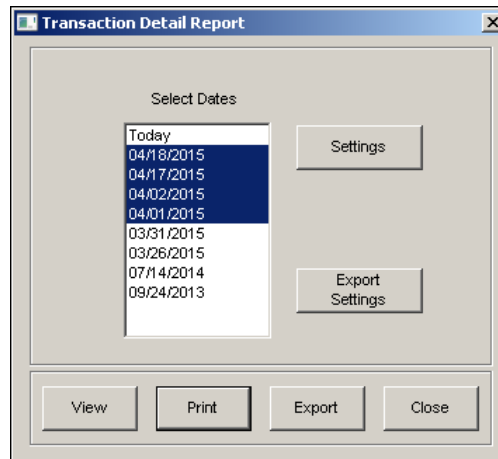 Transaction Detail Report
Select Dates
Today
04/18/2015
04/17/2015
04/02/2015
04/01/2015
03/31/2015
03/26/2015
07/14/2014
09/24/2013
Settings
Export
Settings
View
Print
Export
Close